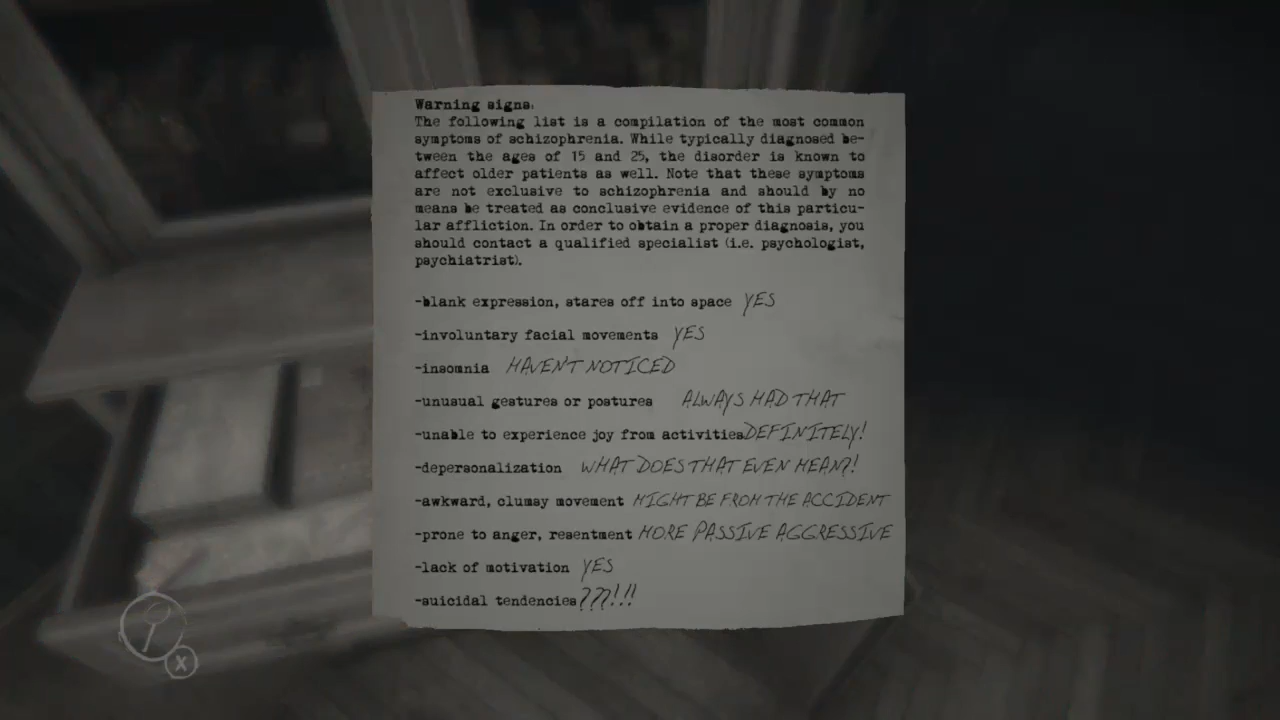 Warning signs.
The following list is a compilation of the most common
symptoms of schizophrenia. While typically diagnosed be-
tween the ages of 15 and 25, the disorder is known to
affect older patients as well. Note that these symptoms
are not exclusive to schizophrenia and should by no
means be treated as conclusive evidence of this particu-
lar affliction. In order to obtain a proper diagnosis, you
should contact a qualified specialist (i.e. psychologist,
psychiatrist).
-blank expression, stares off into space YES
-involuntary facial movements YES
-insomnia HAVEN'T NOTICED
-unusual gestures or postures ALWAYS HAD THAT
-unable to experience joy from activities DEFINITELY!
-depersonalization WHAT DOES THAT EVEN MEAN?!
-awkward, clumsy movement MIGHT BE FROM THE ACCIDENT
-prone to anger, resentment MORE PASSIVE AGGRESSIVE
-lack of motivation YES
-suicidal tendencies ???!!!
X